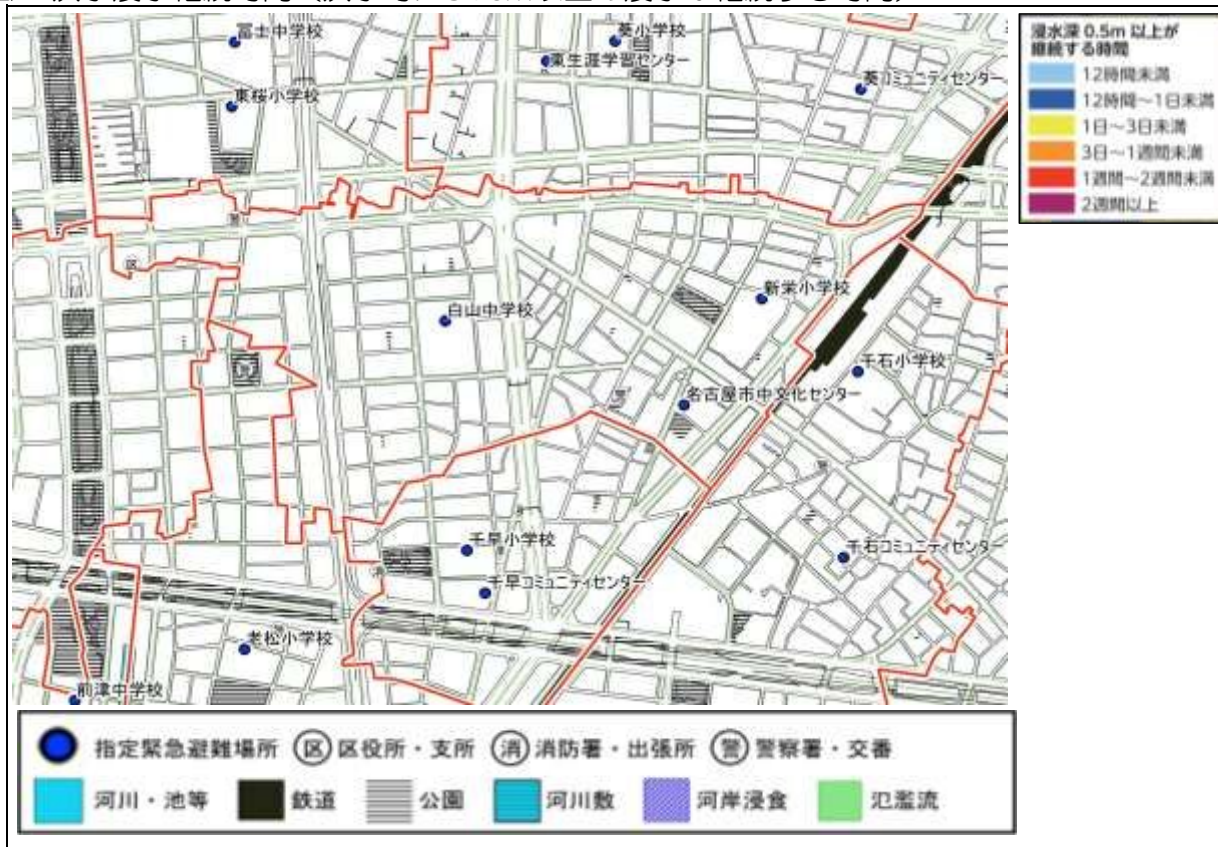 浸水深 0.5m 以上が
継続する時間
12時間未満
12時間～1日未満
1日～3日未満
3日～1週間未満
1週間～2週間未満
2週間以上
冨士中学校
葵小学校
東生涯学習センター
葵コミュニティセンター
東桜小学校
警
区
新栄小学校
白山中学校
千石小学校
名古屋市中文化センター
千早小学校
千石コミュニティセンター
消
千早コミュニティセンター
老松小学校
前津中学校
指定緊急避難場所 区 区役所・支所 消 消防署・出張所 警 警察署・交番
河川・池等 鉄道 公園 河川敷 河岸浸食 氾濫流